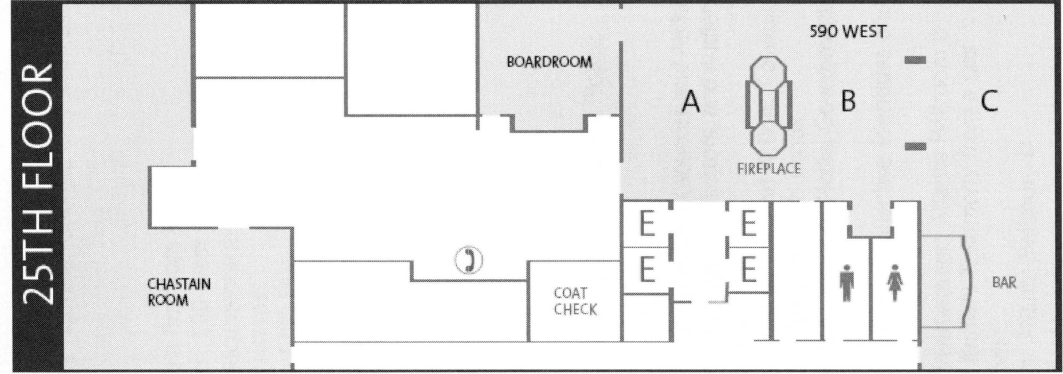 25TH FLOOR
590 WEST
BOARDROOM
A
B
C
FIREPLACE
E
E
E
E
CHASTAIN
ROOM
COAT
CHECK
BAR